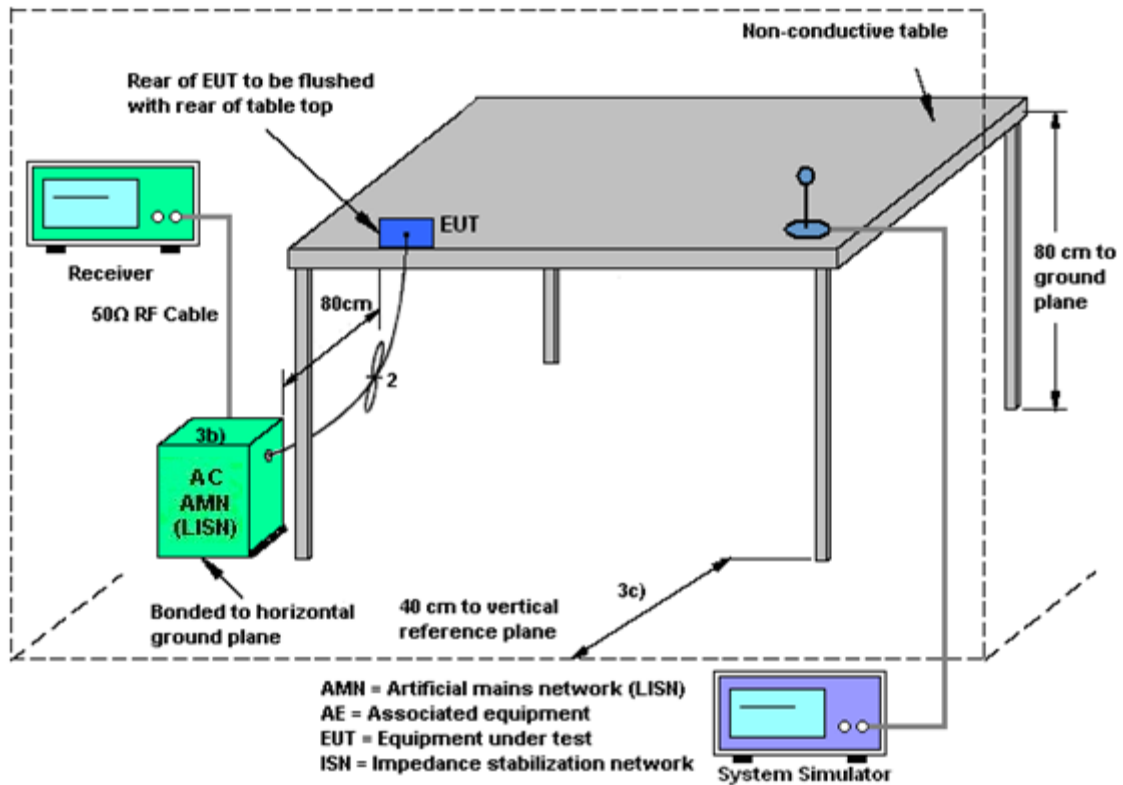 Non-conductive table
Rear of EUT to be flushed
with rear of table top
EUT
Receiver
80cm
80 cm to
ground
plane
50Ω RF Cable
2
3b)
AC
AMN
(LISN)
3c)
Bonded to horizontal
ground plane
40 cm to vertical
reference plane
AMN = Artificial mains network (LISN)
AE = Associated equipment
EUT = Equipment under test
ISN = Impedance stabilization network
System Simulator